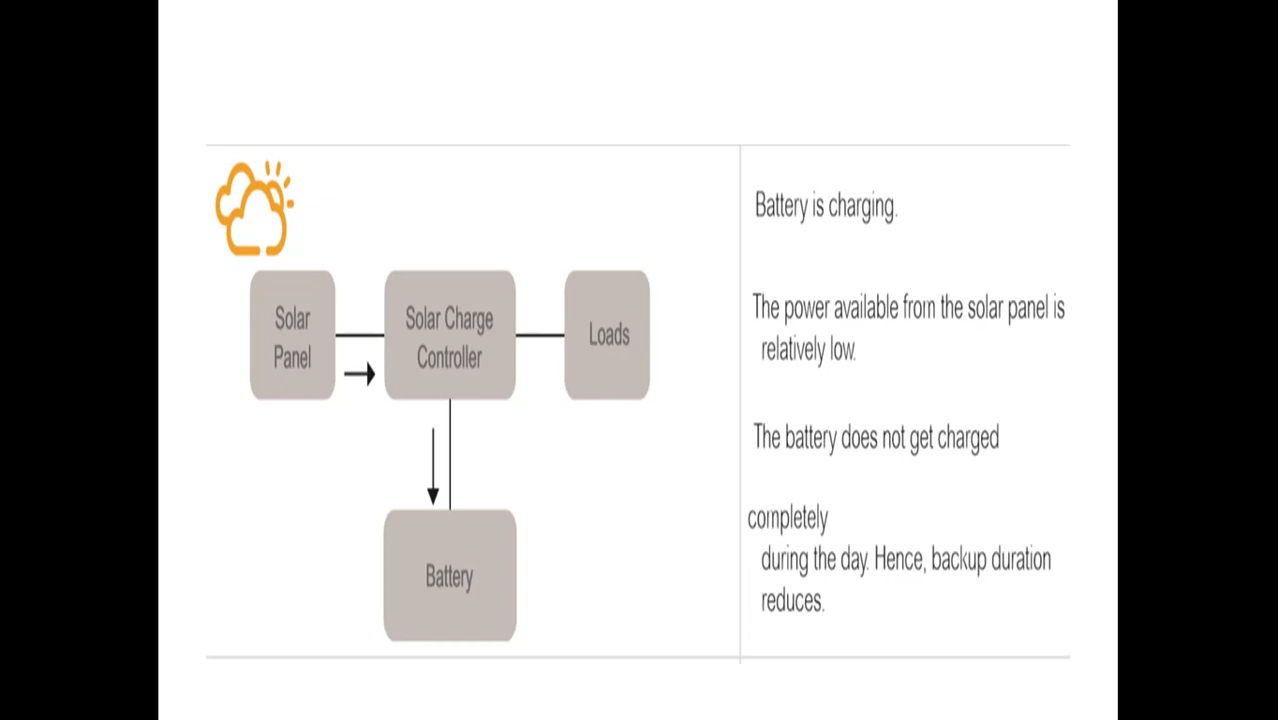 Solar
Panel
Solar Charge
Controller
Loads
Battery
Battery is charging.
The power available from the solar panel is
relatively low.
The battery does not get charged
completely
during the day. Hence, backup duration
reduces.